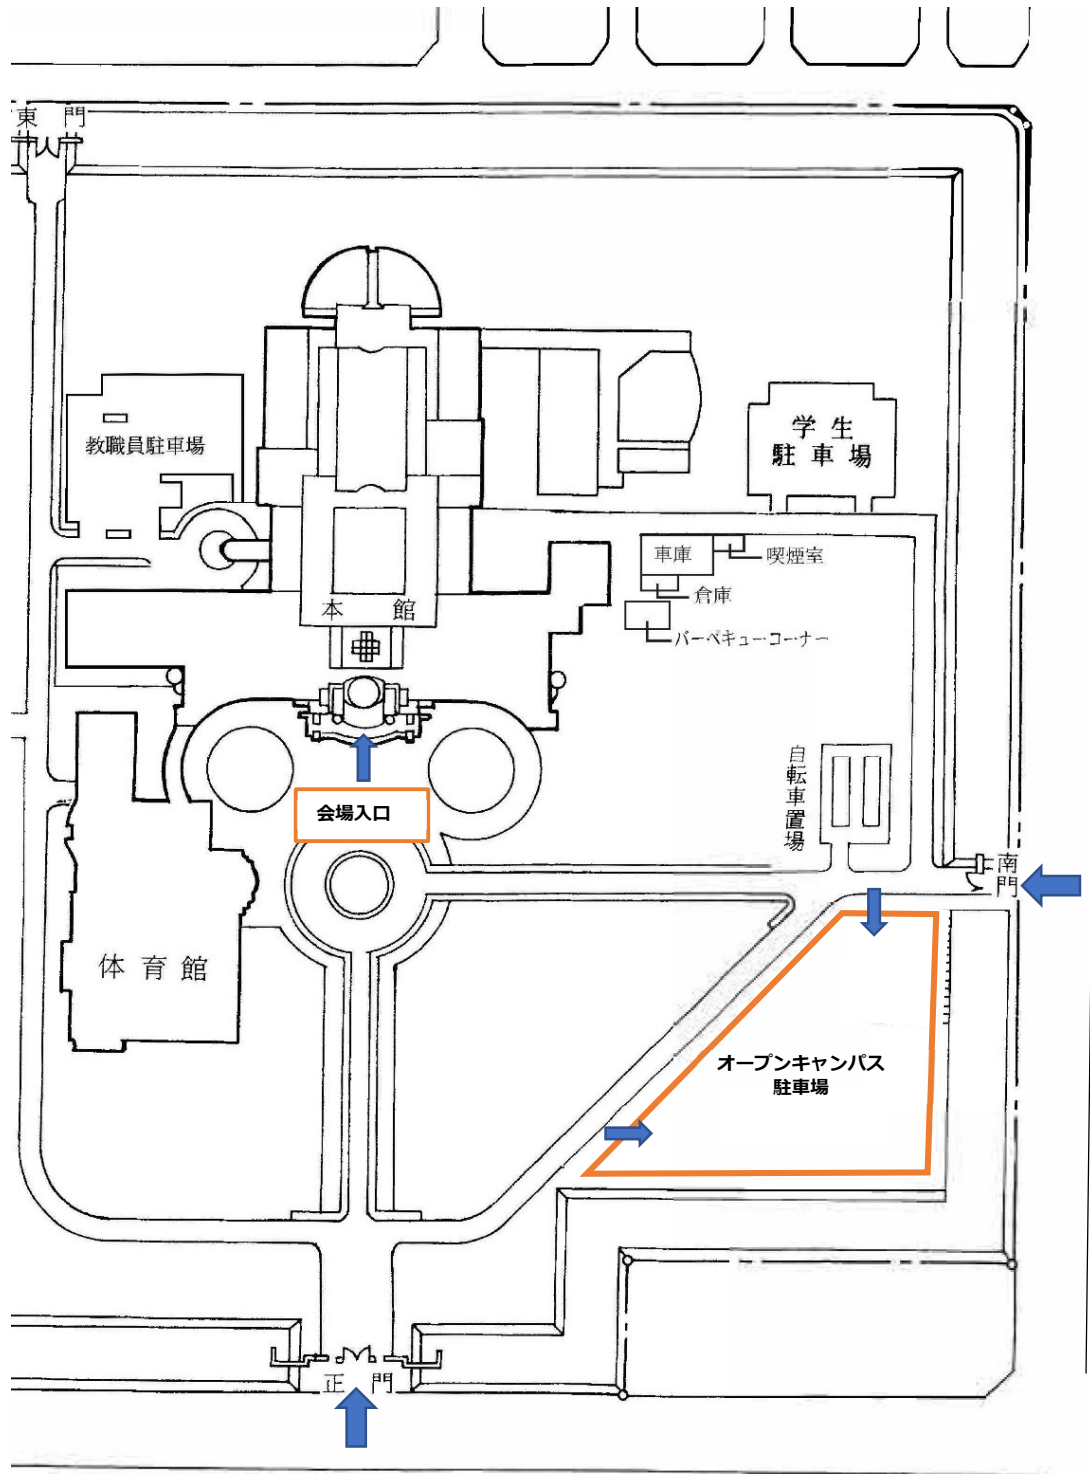 東門
学生
駐車場
教職員駐車場
車庫
喫煙室
倉庫
本館
バーベキューコーナー
自転車置場
会場入口
南門
体育館
オープンキャンパス
駐車場
正門